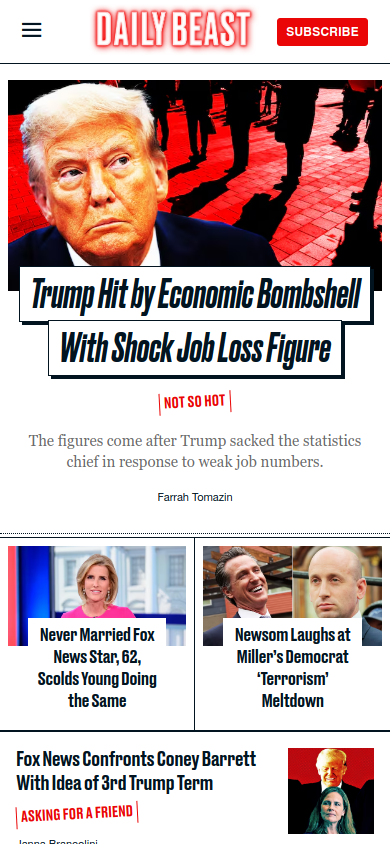 DAILY BEAST
SUBSCRIBE
Trump Hit by Economic Bombshell
With Shock Job Loss Figure
NOT SO HOT
The figures come after Trump sacked the statistics
chief in response to weak job numbers.
Farrah Tomazin
Never Married Fox
News Star, 62,
Scolds Young Doing
the Same
Newsom Laughs at
Miller’s Democrat
‘Terrorism’
Meltdown
Fox News Confronts Coney Barrett
With Idea of 3rd Trump Term
ASKING FOR A FRIEND